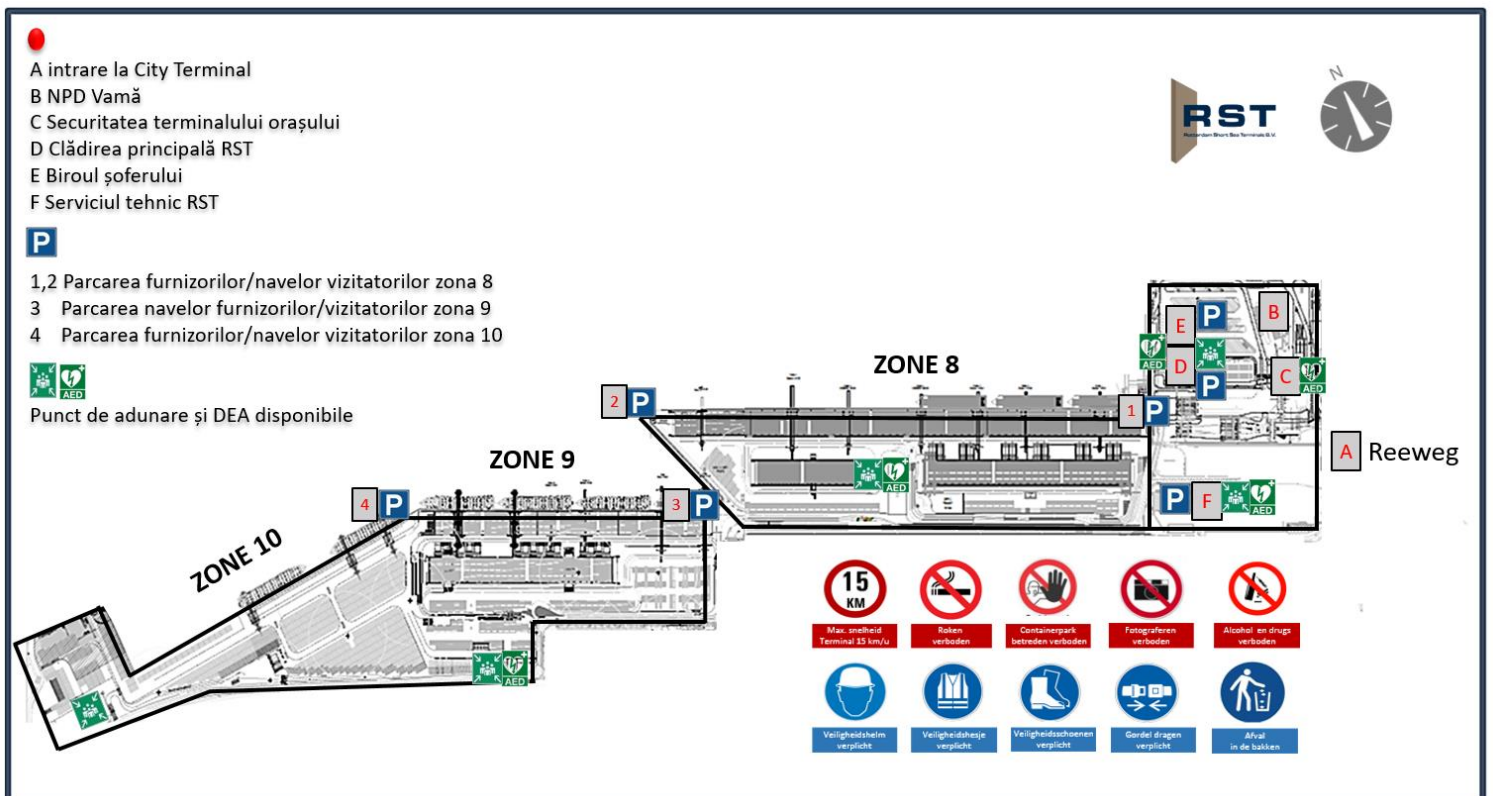 A intrare la City Terminal
B NPD Vamă
C Securitatea terminalului orașului
D Clădirea principală RST
E Biroul șoferului
F Serviciul tehnic RST
P
1,2 Parcarea furnizorilor/navelor vizitatorilor zona 8
3 Parcarea navelor furnizorilor/vizitatorilor zona 9
4 Parcarea furnizorilor/navelor vizitatorilor zona 10
AED
Punct de adunare și DEA disponibile
RST
Rotterdam Short Sea Terminals B.V.
N
E P B
AED
D
P
C AED
ZONE 8
2 P
1 P
A Reeweg
AED
P F AED
ZONE 9
4 P
3 P
ZONE 10
AED
15
KM
Max. snelheid
Terminal 15 km/u
Roken
verboden
Containerpark
betreden verboden
Fotograferen
verboden
Alcohol en drugs
verboden
Veiligheidshelm
verplicht
Veiligheidshesje
verplicht
Veiligheidsschoenen
verplicht
Gordel dragen
verplicht
Afval
in de bakken